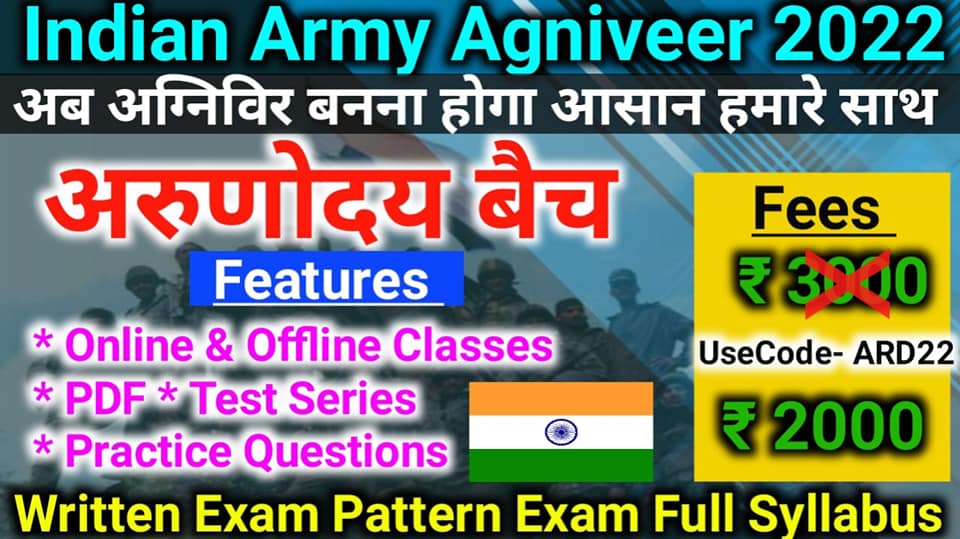 Indian Army Agniveer 2022
अब अग्निविर बनना होगा आसान हमारे साथ
अरुणोदय बैच
Features
* Online & Offline Classes
* PDF * Test Series
* Practice Questions
Fees
₹ 3000
UseCode- ARD22
₹ 2000
Written Exam Pattern Exam Full Syllabus